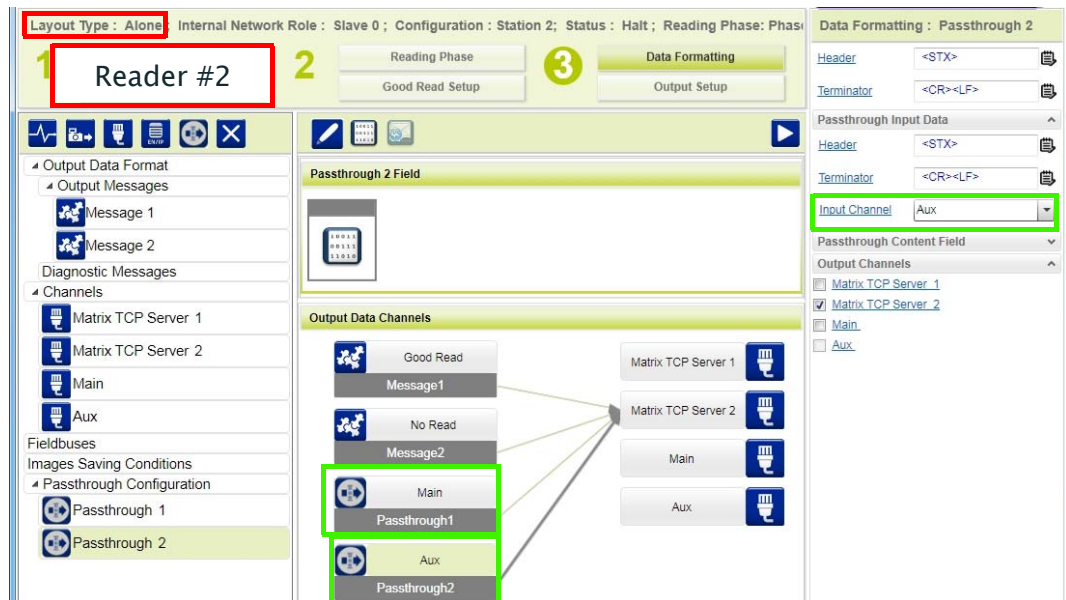 Layout Type : Alone; Internal Network Role : Slave 0 ; Configuration : Station 2; Status : Halt ; Reading Phase: Phase
1
Reader #2
2
Reading Phase
Good Read Setup
3
Data Formatting
Output Setup
EN/IP
Output Data Format
Output Messages
Message 1
Message 2
Diagnostic Messages
Channels
Matrix TCP Server 1
Matrix TCP Server 2
Main
Aux
Fieldbuses
Images Saving Conditions
Passthrough Configuration
Passthrough 1
Passthrough 2
Passthrough 2 Field
10011
00111
11010
Output Data Channels
Good Read
Message1
No Read
Message2
Main
Passthrough1
Aux
Passthrough2
Matrix TCP Server 1
Matrix TCP Server 2
Main
Aux
Data Formatting : Passthrough 2
Header <STX>
Terminator <CR><LF>
Passthrough Input Data
Header <STX>
Terminator <CR><LF>
Input Channel Aux
Passthrough Content Field
Output Channels
Matrix TCP Server 1
Matrix TCP Server 2
Main
Aux